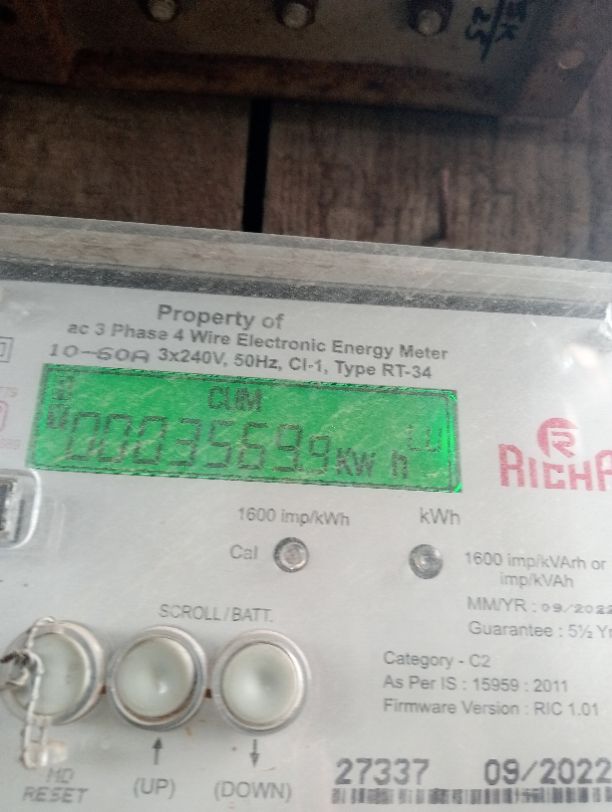 Property of
ac 3 Phase 4 Wire Electronic Energy Meter
10-60A 3x240V, 50Hz, Cl-1, Type RT-34
CUM
00035699 KW h
1600 imp/kWh
kWh
Cal
1600 imp/kVArh or
imp/kVAh
MM/YR : 09/2022
Guarantee : 5½ Yr
SCROLL/BATT.
Category - C2
As Per IS : 15959 : 2011
Firmware Version : RIC 1.01
MD
RESET
(UP)
(DOWN)
27337
09/2022